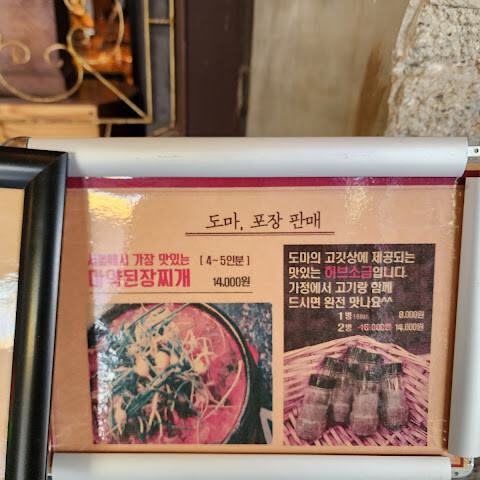 도마, 포장 판매
서울에서 가장 맛있는 [ 4~5인분 ]
마약된장찌개 14.000원
도마의 고깃상에 제공되는
맛있는 허브소금입니다.
가정에서 고기랑 함께
드시면 완전 맛나요^^
1병 8.000원
2병 16.000원 14.000원